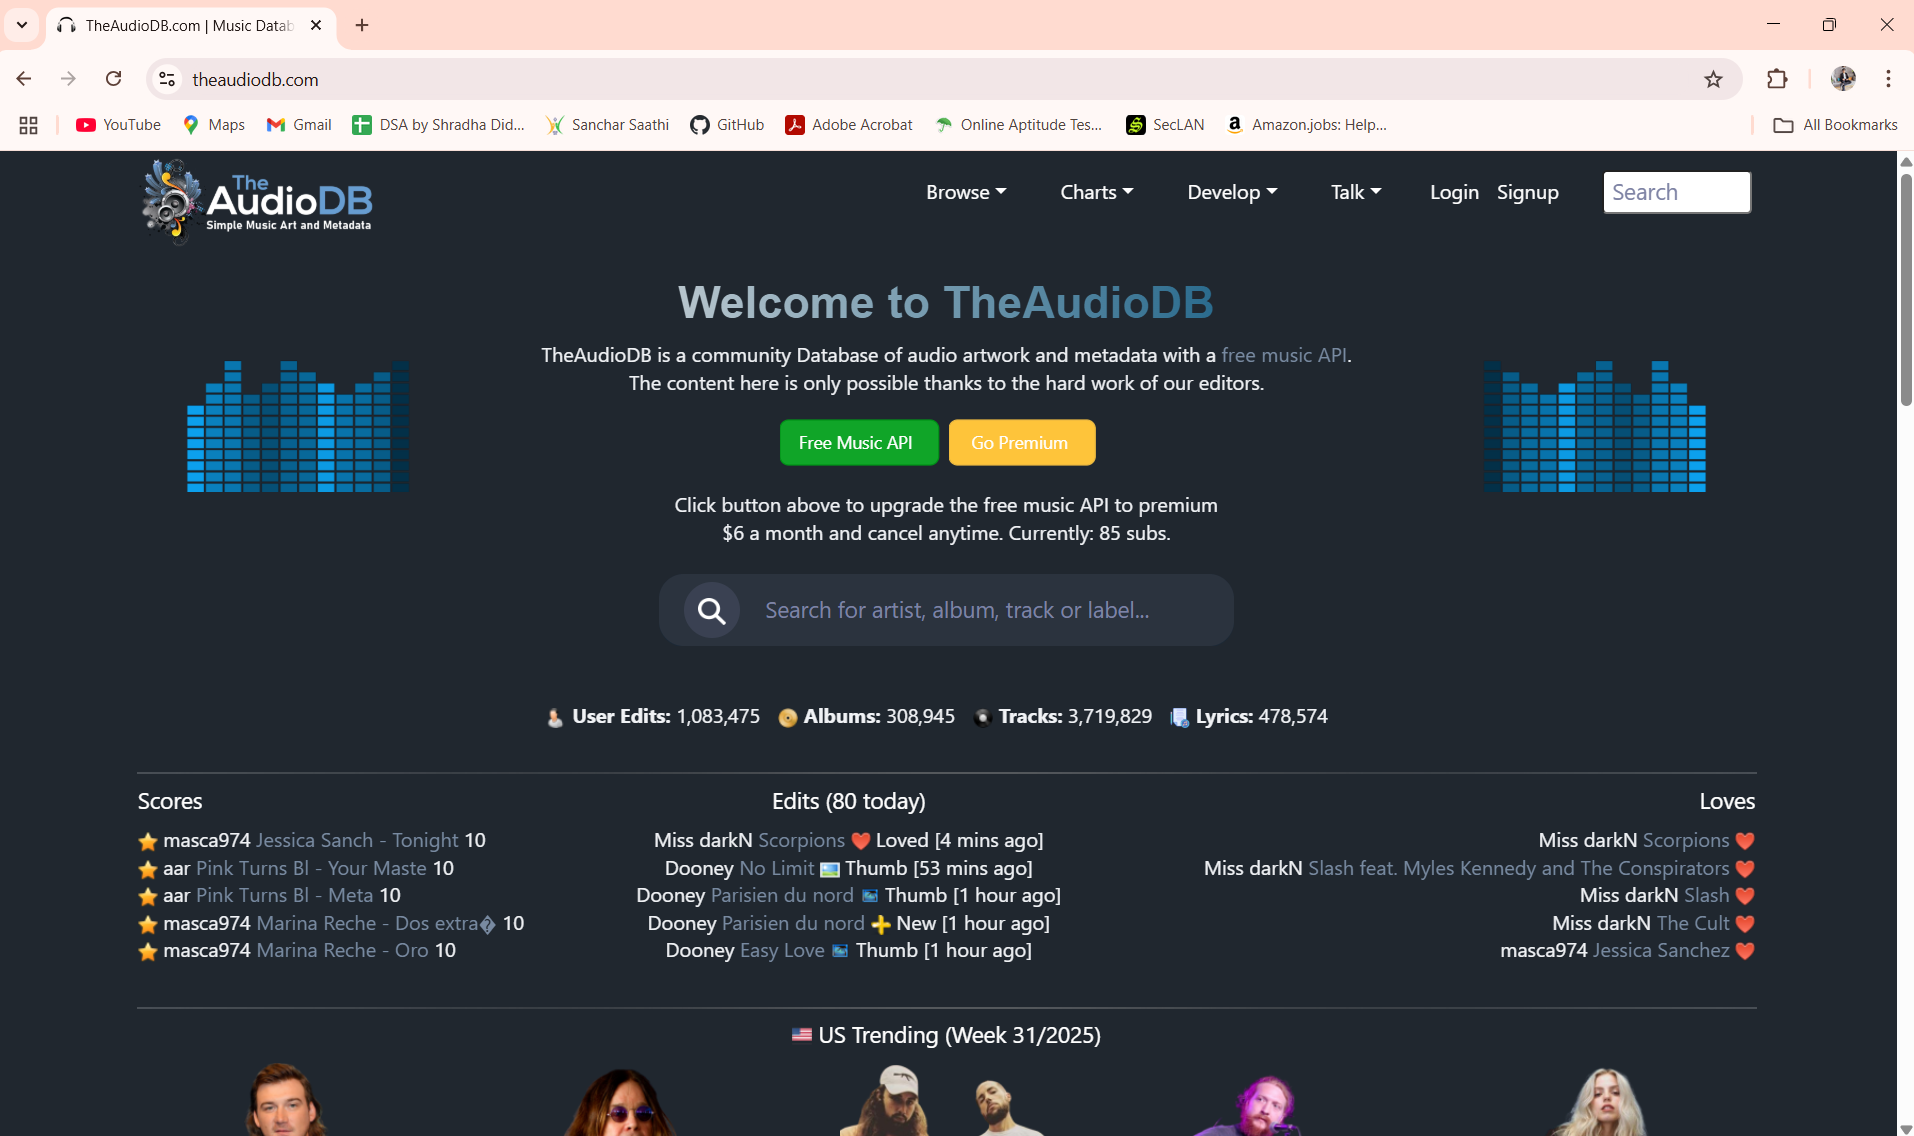 TheAudioDB.com | Music Datab
theaudiodb.com
YouTube Maps Gmail DSA by Shradha Did... Sanchar Saathi GitHub Adobe Acrobat Online Aptitude Tes... SecLAN Amazon.jobs: Help... All Bookmarks
The
AudioDB
Simple Music Art and Metadata
Browse Charts Develop Talk Login Signup Search
Welcome to TheAudioDB
TheAudioDB is a community Database of audio artwork and metadata with a free music API.
The content here is only possible thanks to the hard work of our editors.
Free Music API Go Premium
Click button above to upgrade the free music API to premium
$6 a month and cancel anytime. Currently: 85 subs.
Search for artist, album, track or label...
User Edits: 1,083,475 Albums: 308,945 Tracks: 3,719,829 Lyrics: 478,574
Scores
masca974 Jessica Sanch - Tonight 10
aar Pink Turns Bl - Your Maste 10
aar Pink Turns Bl - Meta 10
masca974 Marina Reche - Dos extra� 10
masca974 Marina Reche - Oro 10
Edits (80 today)
Miss darkN Scorpions ❤️ Loved [4 mins ago]
Dooney No Limit Thumb [53 mins ago]
Dooney Parisien du nord Thumb [1 hour ago]
Dooney Parisien du nord New [1 hour ago]
Dooney Easy Love Thumb [1 hour ago]
Loves
Miss darkN Scorpions ❤️
Miss darkN Slash feat. Myles Kennedy and The Conspirators ❤️
Miss darkN Slash ❤️
Miss darkN The Cult ❤️
masca974 Jessica Sanchez ❤️
US Trending (Week 31/2025)